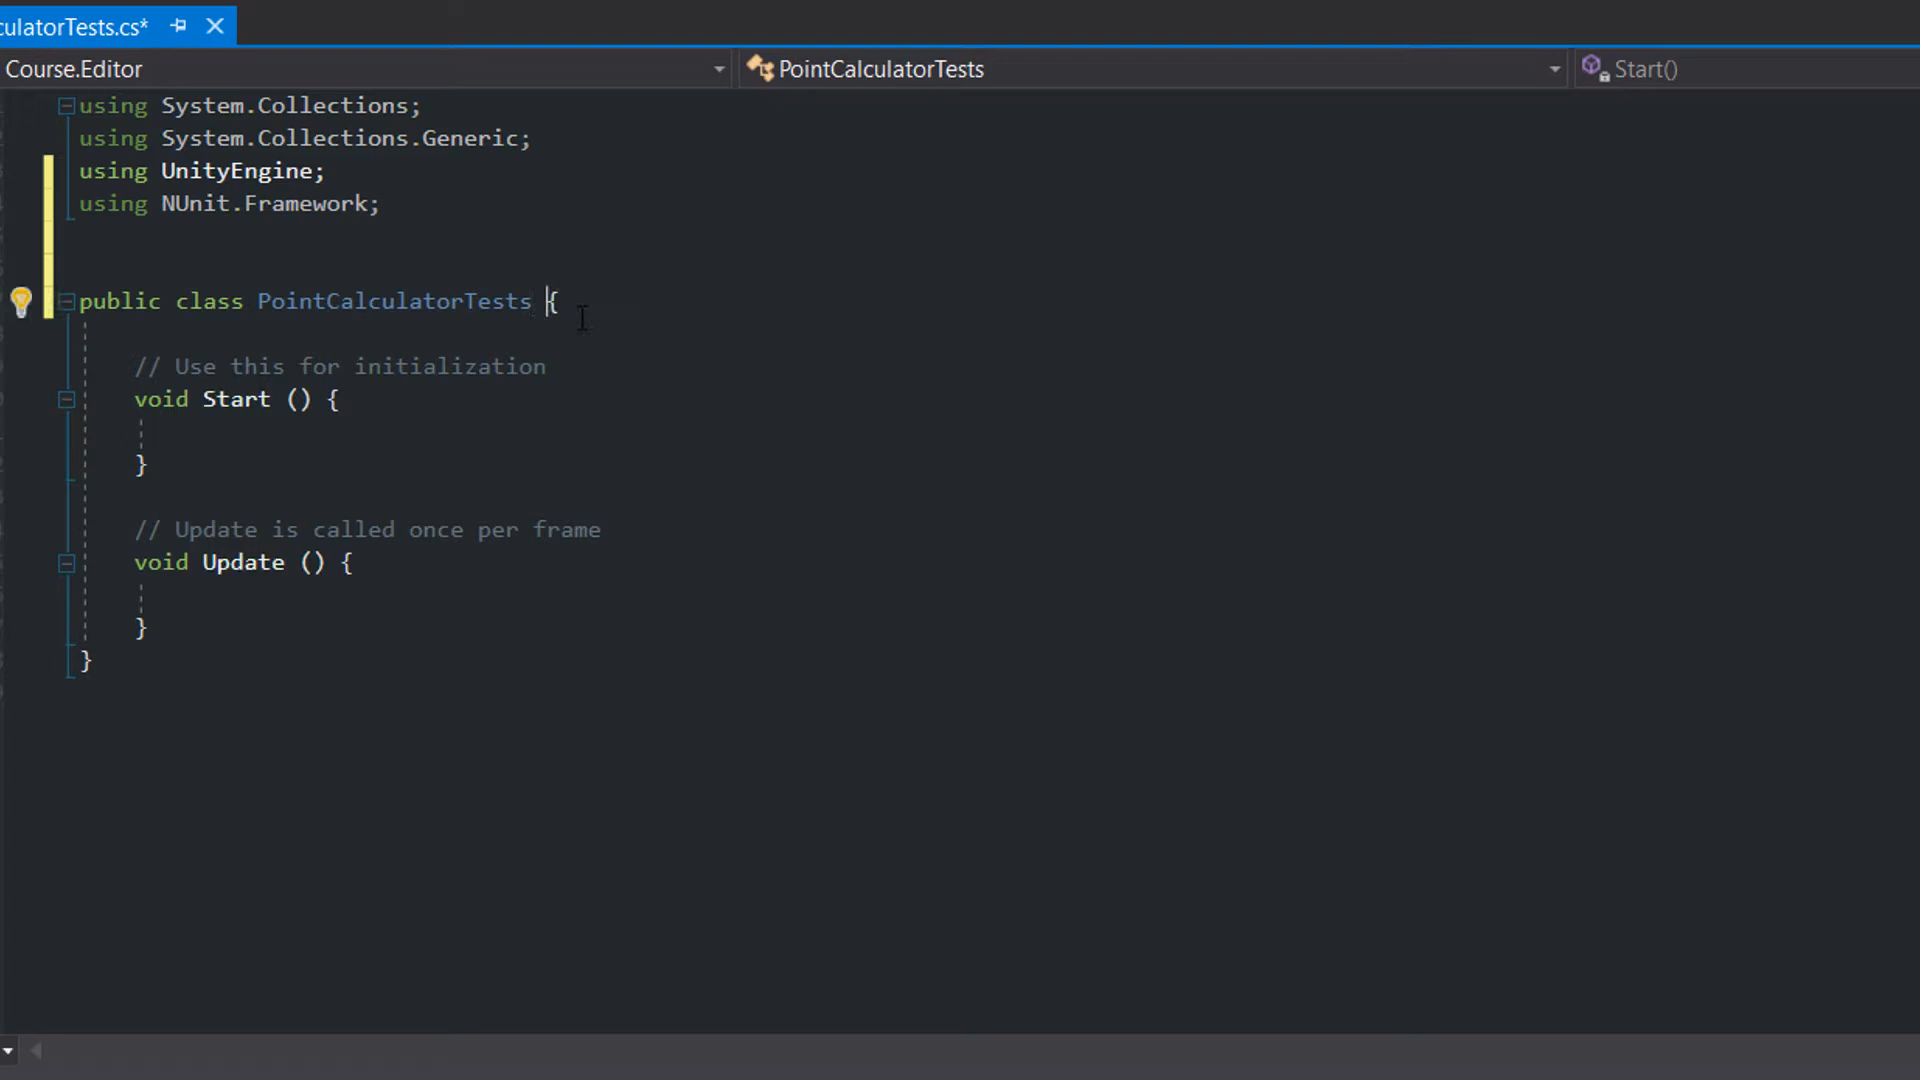 culatorTests.cs*
Course.Editor PointCalculatorTests Start()
using System.Collections;
using System.Collections.Generic;
using UnityEngine;
using NUnit.Framework;
public class PointCalculatorTests {
// Use this for initialization
void Start () {
}
// Update is called once per frame
void Update () {
}
}